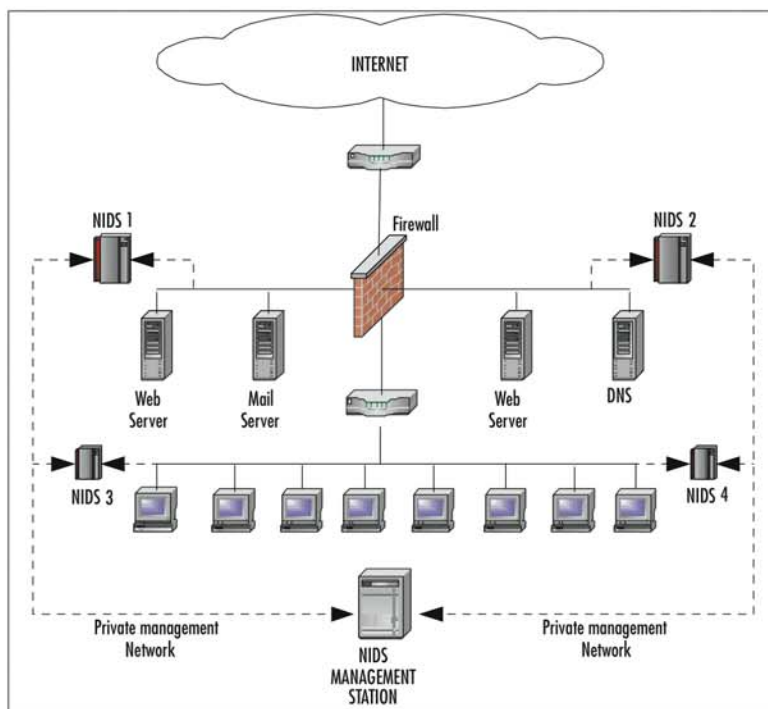 INTERNET
Firewall
NIDS 1
NIDS 2
Web
Server
Mail
Server
Web
Server
DNS
NIDS 3
NIDS 4
Private management
Network
Private management
Network
NIDS
MANAGEMENT
STATION